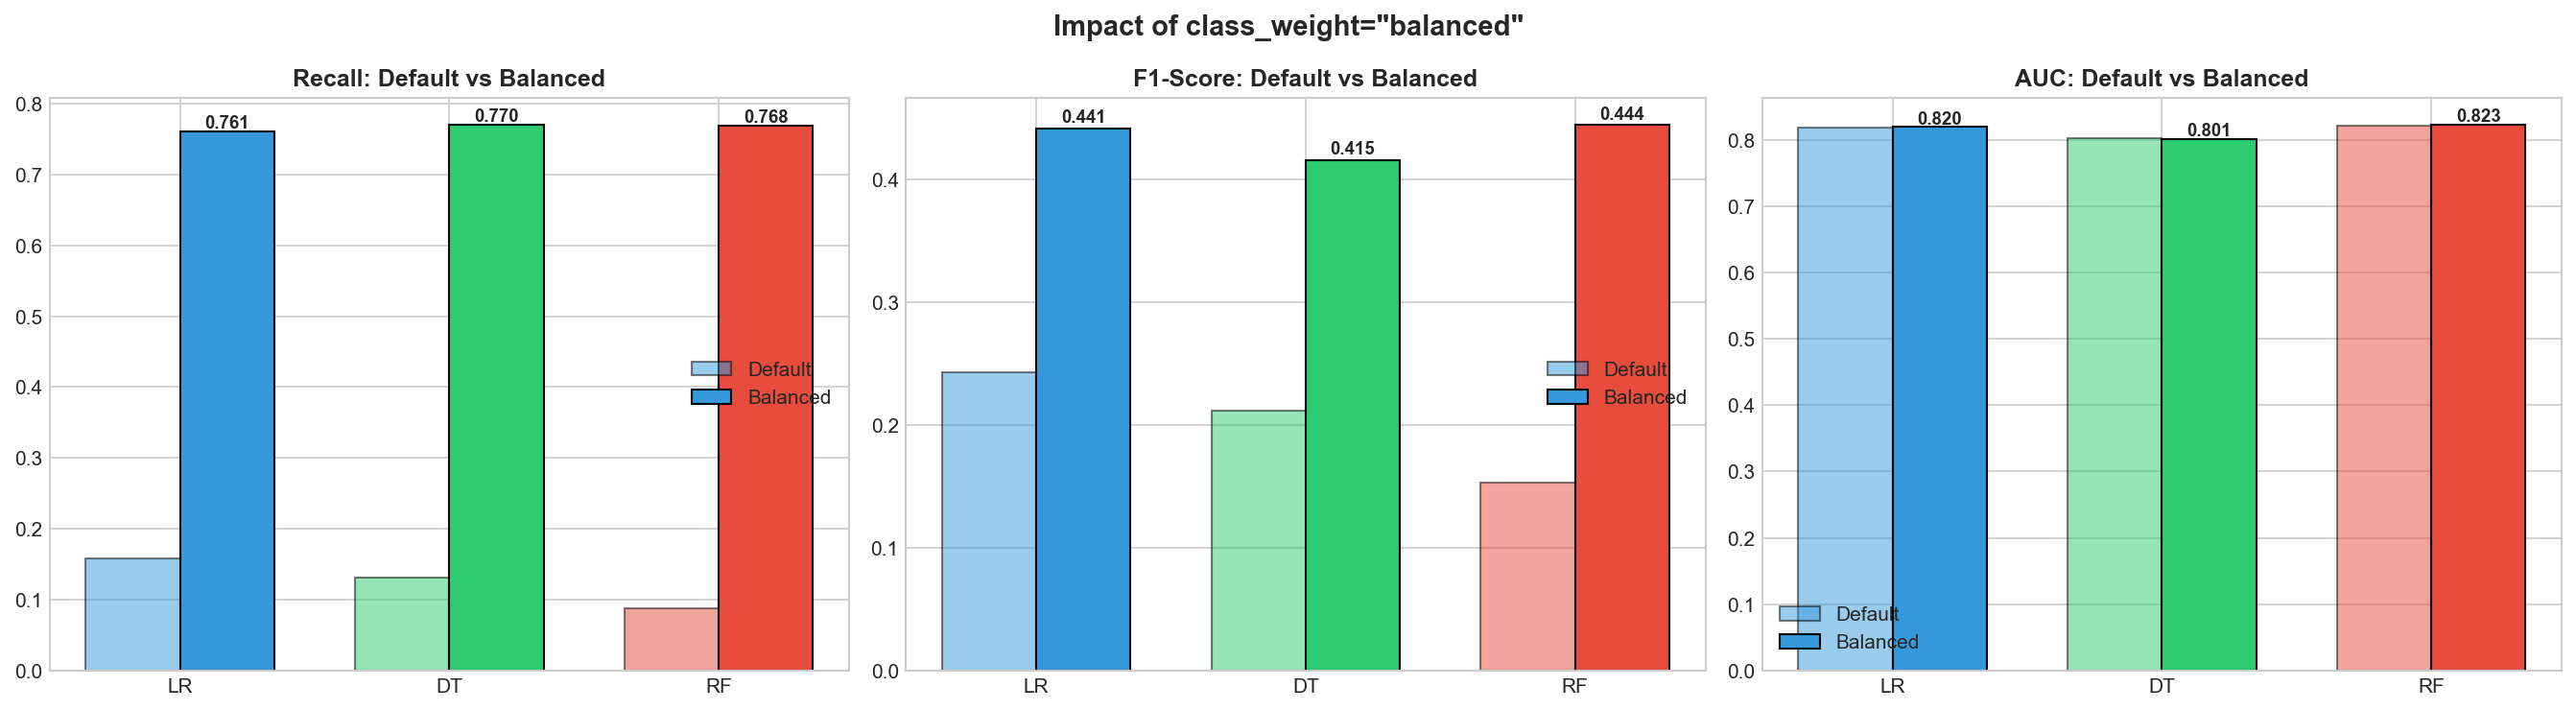 Impact of class_weight="balanced"
Recall: Default vs Balanced
0.8
0.7
0.6
0.5
0.4
0.3
0.2
0.1
0.0
0.761
0.770
0.768
Default
Balanced
LR DT RF
F1-Score: Default vs Balanced
0.4
0.3
0.2
0.1
0.0
0.441
0.415
0.444
Default
Balanced
LR DT RF
AUC: Default vs Balanced
0.8
0.7
0.6
0.5
0.4
0.3
0.2
0.1
0.0
0.820
0.801
0.823
Default
Balanced
LR DT RF